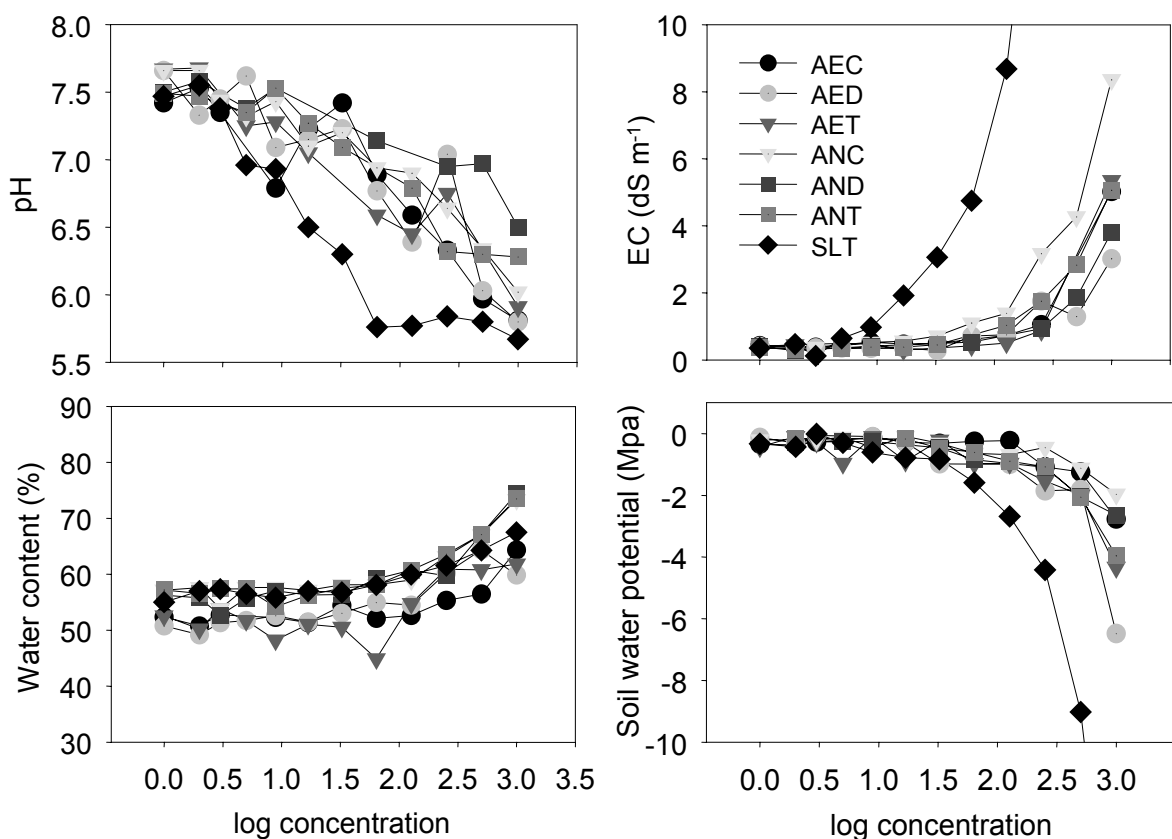 8.0
7.5
7.0
6.5
6.0
5.5
pH
10
8
6
4
2
0
EC (dS m-1)
AEC
AED
AET
ANC
AND
ANT
SLT
90
80
70
60
50
40
30
Water content (%)
0.0 0.5 1.0 1.5 2.0 2.5 3.0 3.5
log concentration
0
-2
-4
-6
-8
-10
Soil water potential (Mpa)
0.0 0.5 1.0 1.5 2.0 2.5 3.0
log concentration